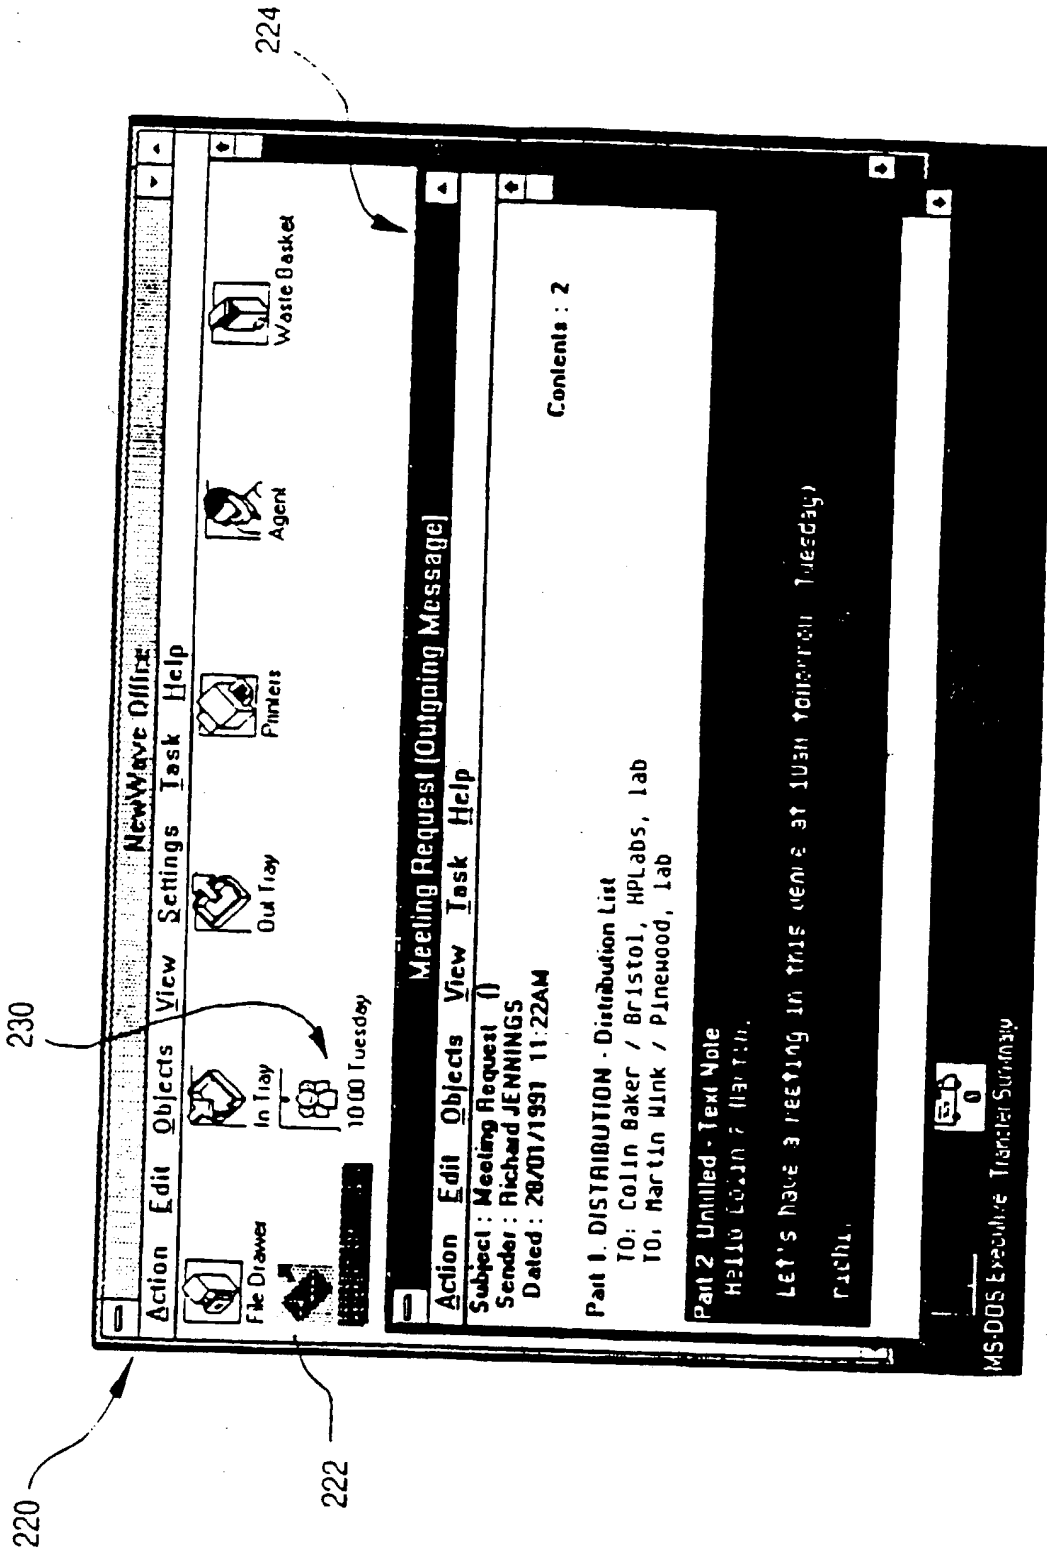 220
222
224
230
NewWave Office
Action Edit Objects View Settings Task Help
File Drawer
In Tray
Out Tray
Printers
Agent
Waste Basket
10 00 Tuesday
Meeting Request (Outgoing Message)
Action Edit Objects View Task Help
Subject : Meeting Request ()
Sender : Richard JENNINGS
Dated : 28/01/1991 11:22AM
Contents : 2
Part 1. DISTRIBUTION - Distribution List
TO: Colin Baker / Bristol, HPLabs, lab
TO: Martin Wink / Pinewood, lab
Part 2 Untitled - Text Note
Hello Colin
Let's have a meeting in this at 10am tomorrow Tuesday)
MS-DOS Executive Transfer Summary
0